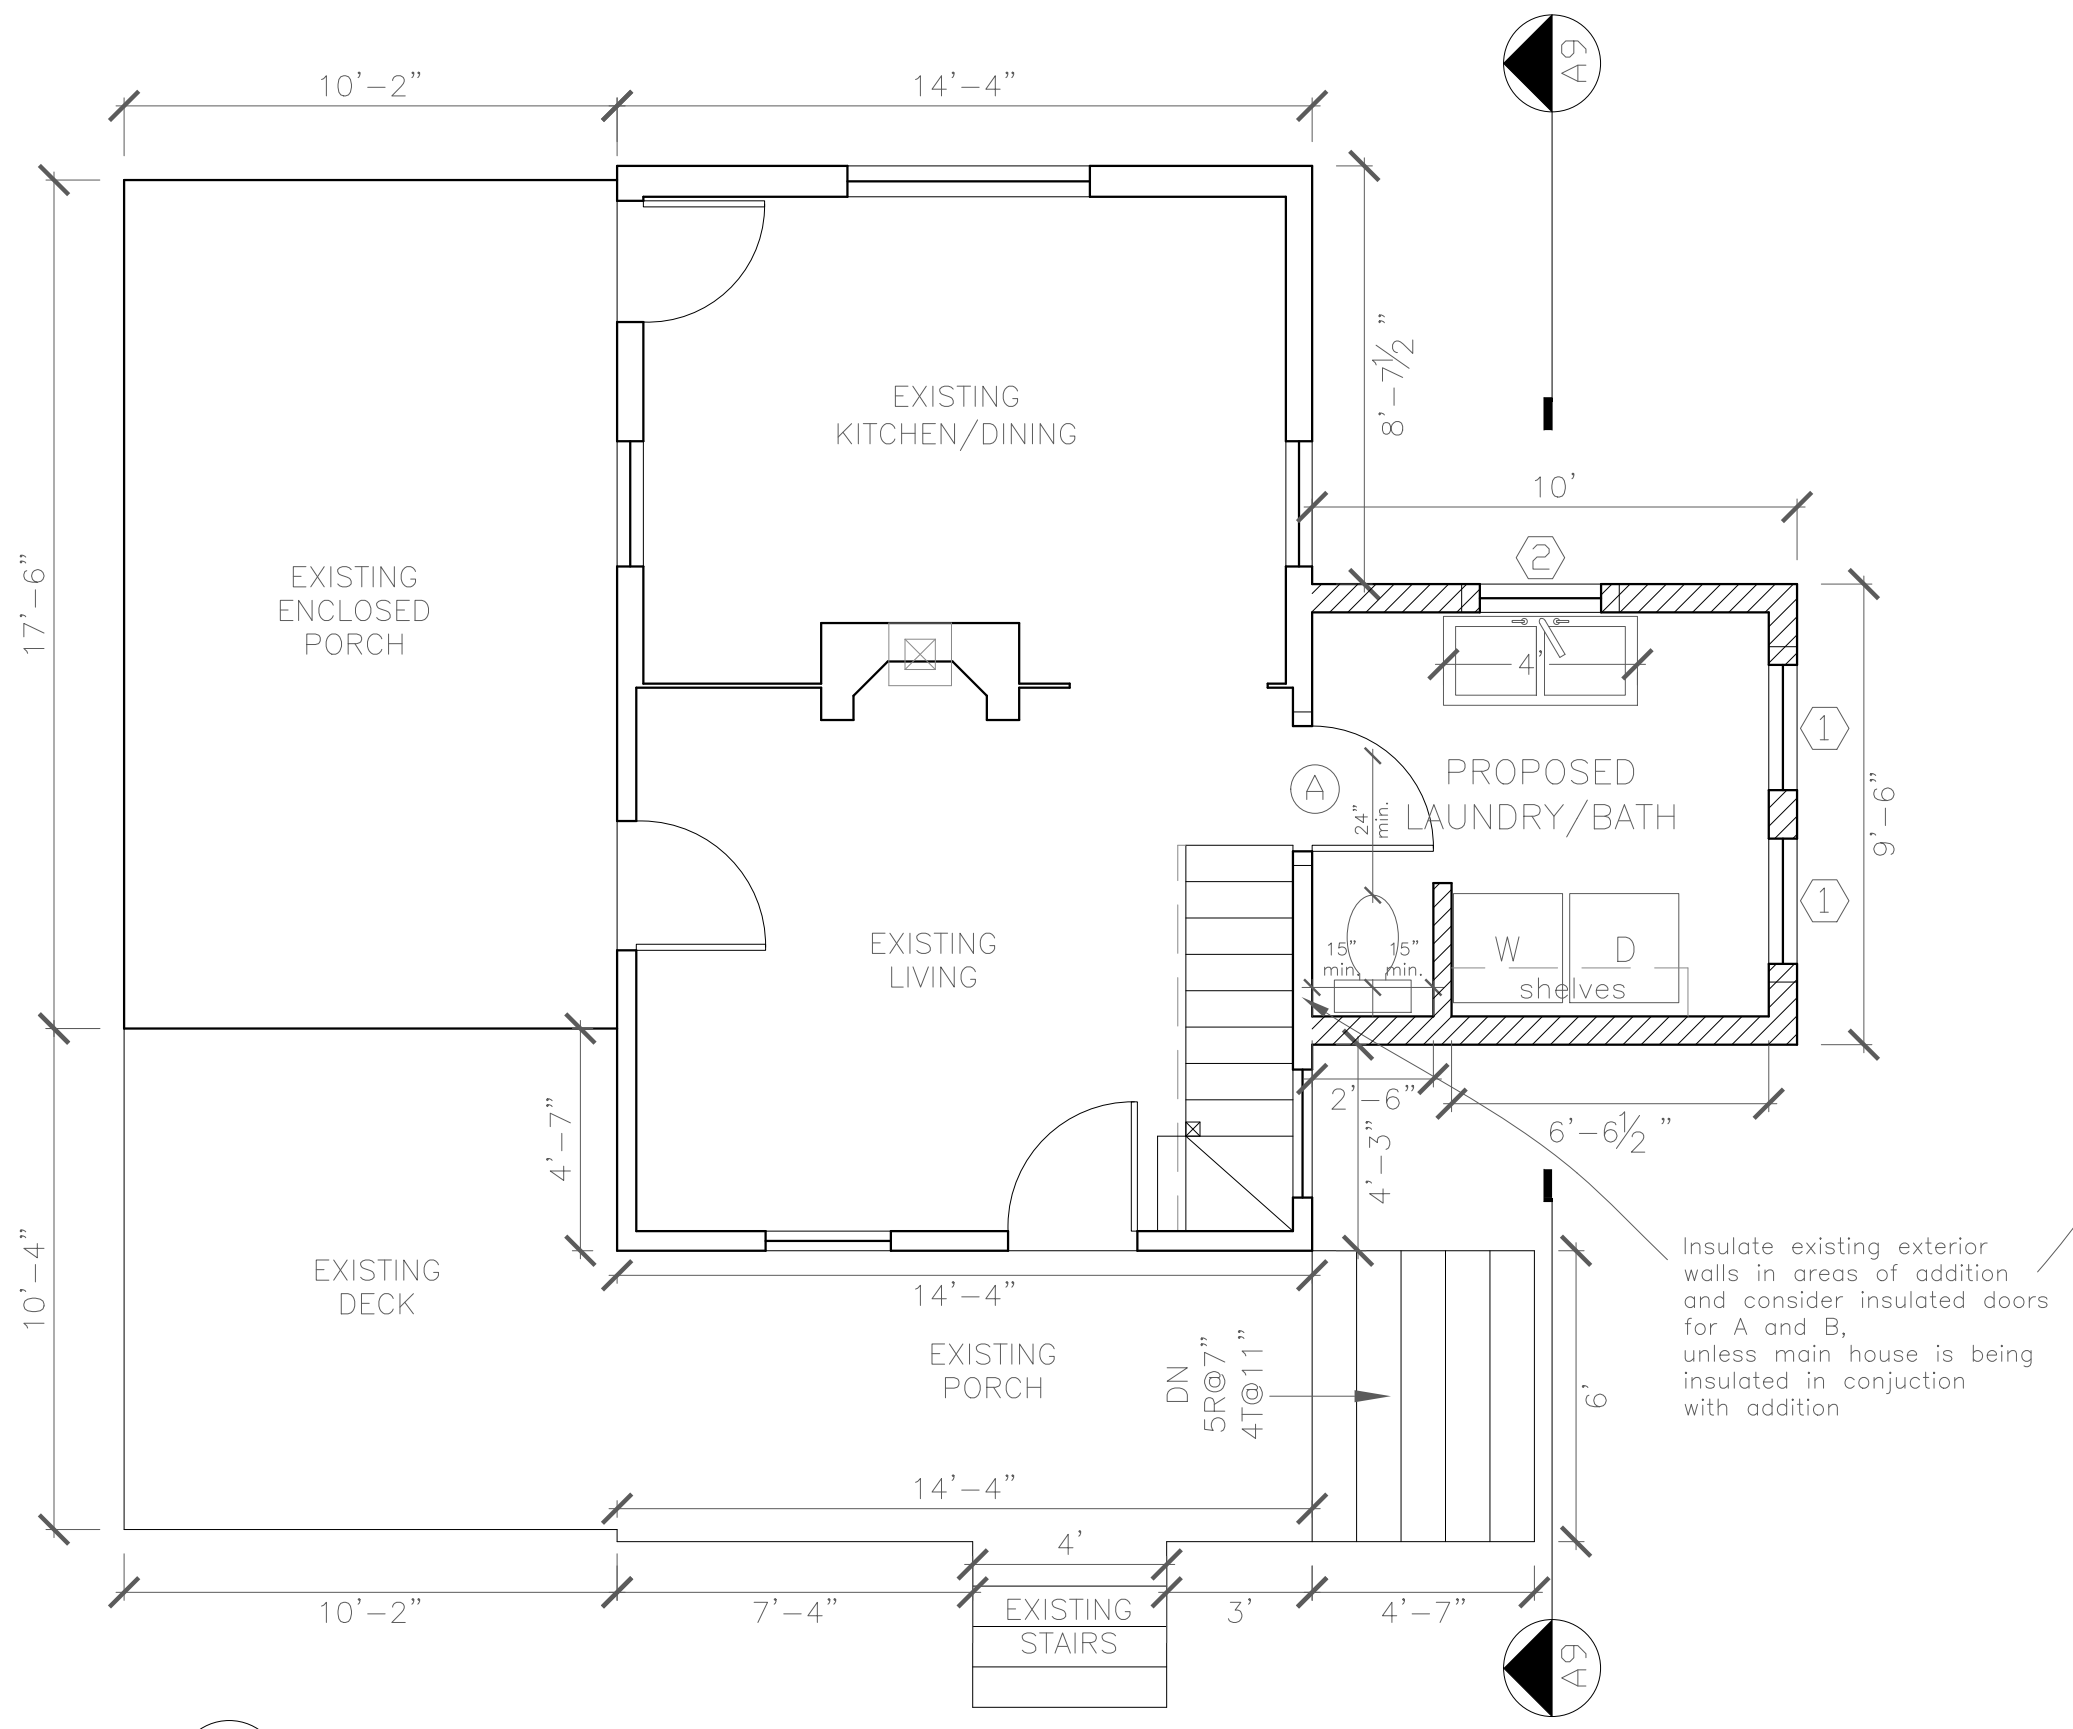 A9
10'-2"
14'-4"
8'-7½"
10'
2
EXISTING
KITCHEN/DINING
17'-6"
EXISTING
ENCLOSED
PORCH
4'
1
PROPOSED
LAUNDRY/BATH
A
24"
min.
9'-6"
1
EXISTING
LIVING
15"
min.
15"
min.
W
D
shelves
2'-6"
6'-6½"
4'-7"
4'-3"
10'-4"
EXISTING
DECK
14'-4"
EXISTING
PORCH
DN
5R@7"
4T@11"
6'
Insulate existing exterior
walls in areas of addition
and consider insulated doors
for A and B,
unless main house is being
insulated in conjuction
with addition
14'-4"
4'
10'-2"
7'-4"
EXISTING
STAIRS
3'
4'-7"
A9